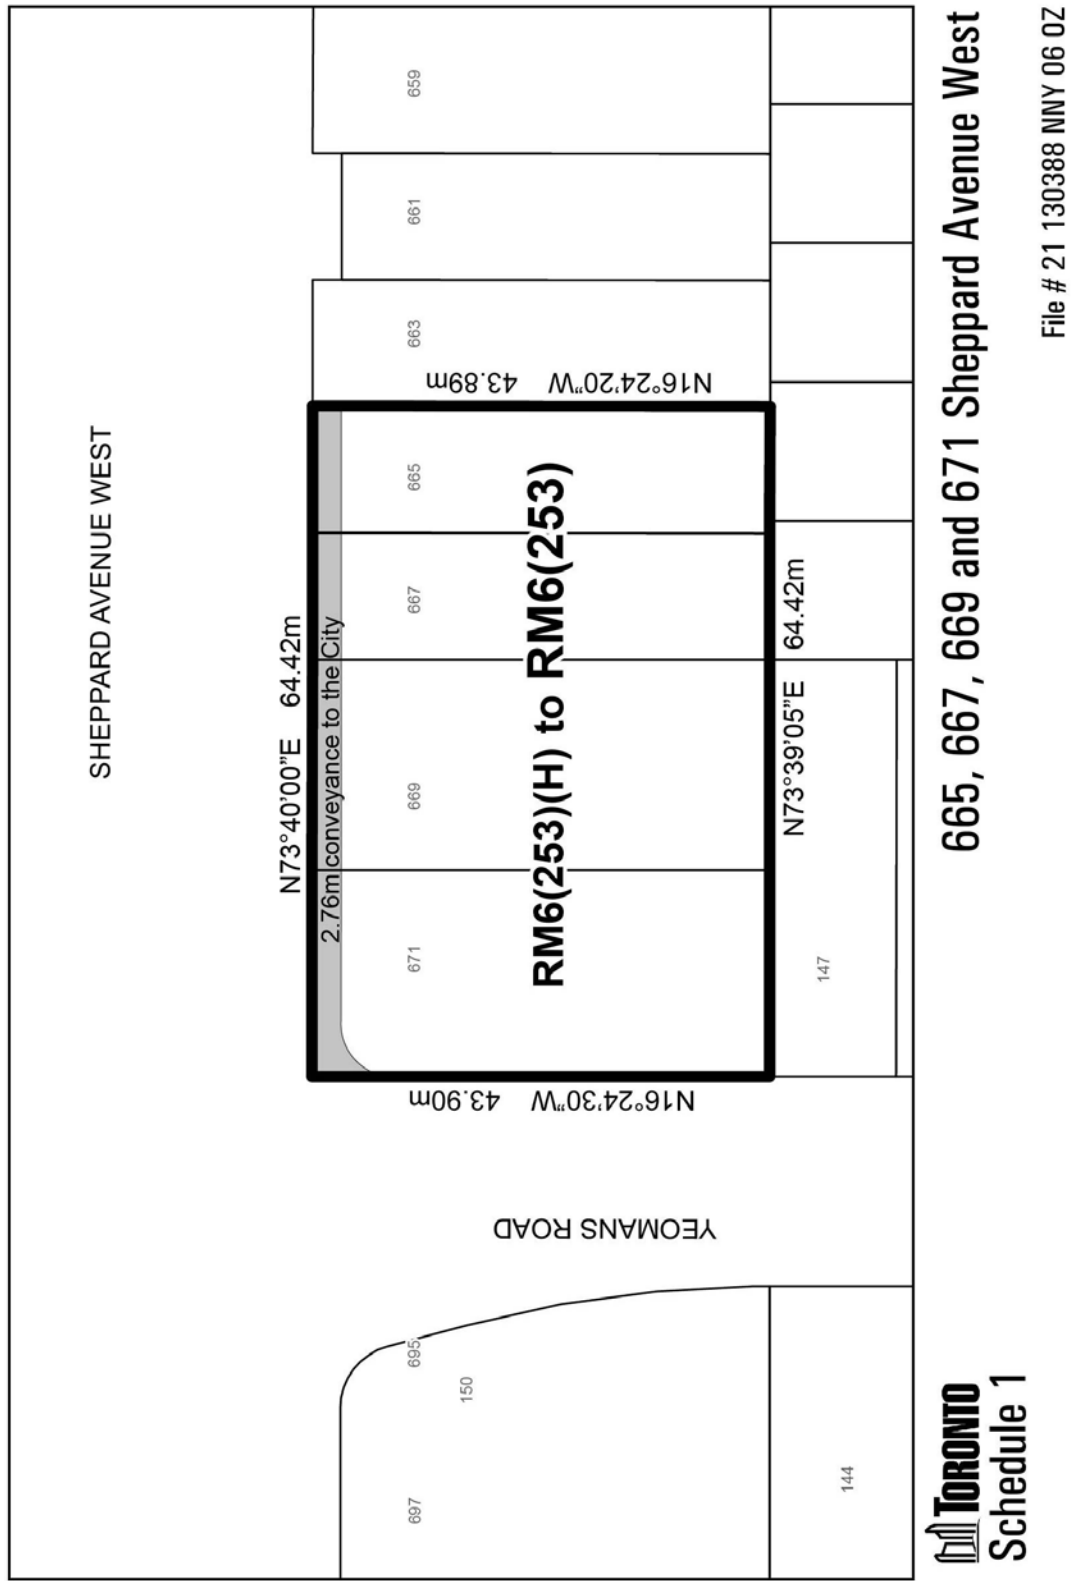 SHEPPARD AVENUE WEST
N73°40'00"E 64.42m
2.76m conveyance to the City
697
695
671
669
667
665
663
661
659
150
N16°24'30"W 43.90m
N16°24'20"W 43.89m
YEOMANS ROAD
RM6(253)(H) to RM6(253)
N73°39'05"E 64.42m
147
144
TORONTO
Schedule 1
665, 667, 669 and 671 Sheppard Avenue West
File # 21 130388 NNY 06 OZ